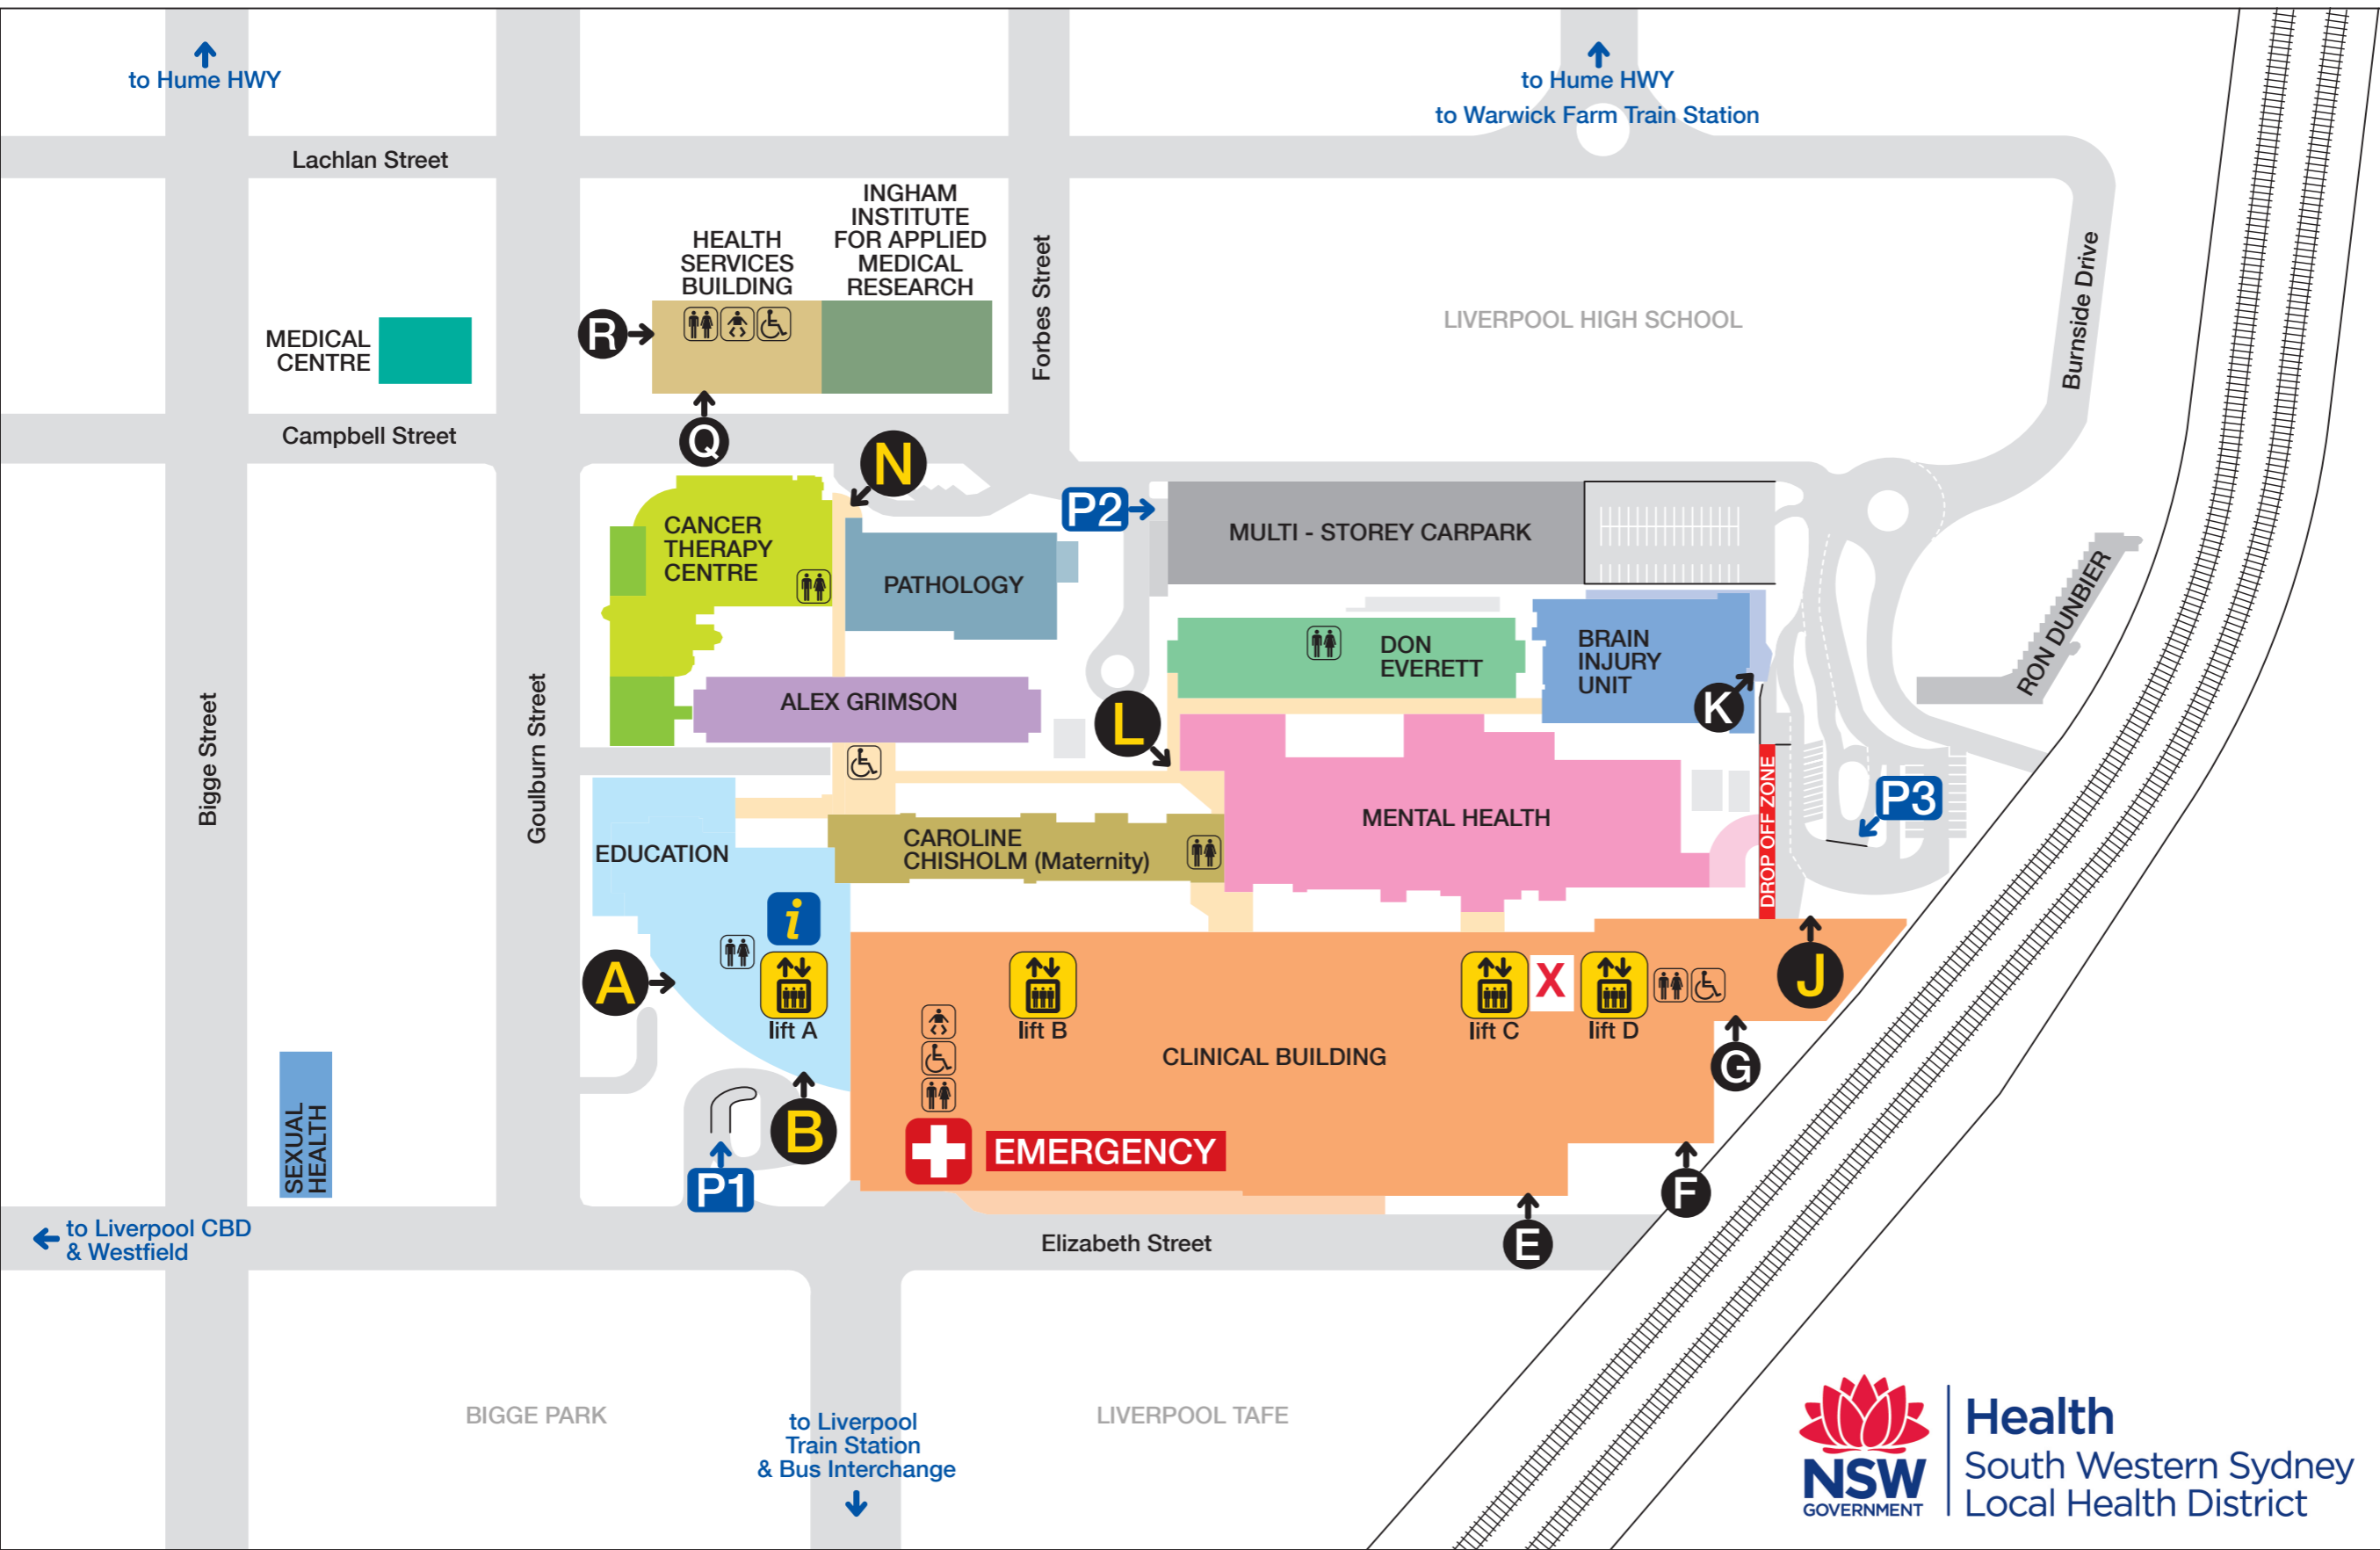 to Hume HWY
to Hume HWY
to Warwick Farm Train Station
Lachlan Street
HEALTH
SERVICES
BUILDING
INGHAM
INSTITUTE
FOR APPLIED
MEDICAL
RESEARCH
Forbes Street
LIVERPOOL HIGH SCHOOL
Burnside Drive
MEDICAL
CENTRE
R
Campbell Street
Q
N
CANCER
THERAPY
CENTRE
PATHOLOGY
P2
MULTI - STOREY CARPARK
RON DUNBIER
DON
EVERETT
BRAIN
INJURY
UNIT
K
ALEX GRIMSON
L
Bigge Street
Goulburn Street
EDUCATION
CAROLINE
CHISHOLM (Maternity)
MENTAL HEALTH
DROP OFF ZONE
P3
i
A
lift A
lift B
lift C
X
lift D
J
CLINICAL BUILDING
G
SEXUAL
HEALTH
B
P1
EMERGENCY
F
E
to Liverpool CBD
& Westfield
Elizabeth Street
BIGGE PARK
to Liverpool
Train Station
& Bus Interchange
LIVERPOOL TAFE
NSW
GOVERNMENT
Health
South Western Sydney
Local Health District